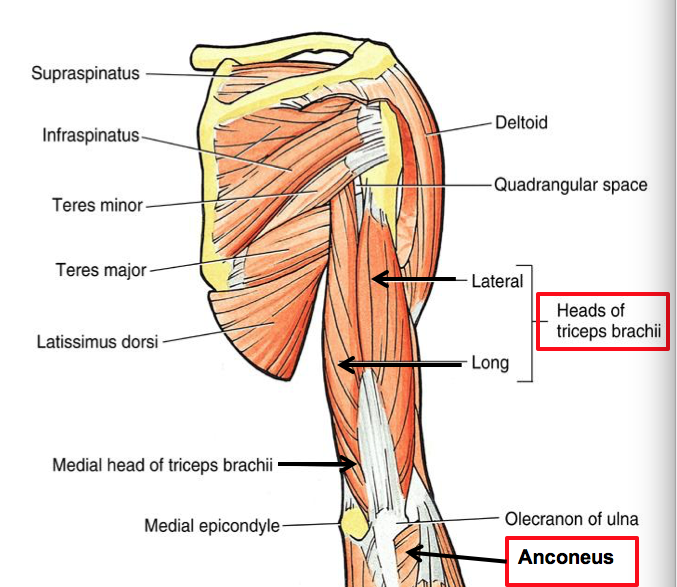 Supraspinatus
Infraspinatus
Teres minor
Teres major
Latissimus dorsi
Medial head of triceps brachii
Medial epicondyle
Deltoid
Quadrangular space
Lateral
Long
Heads of
triceps brachii
Olecranon of ulna
Anconeus